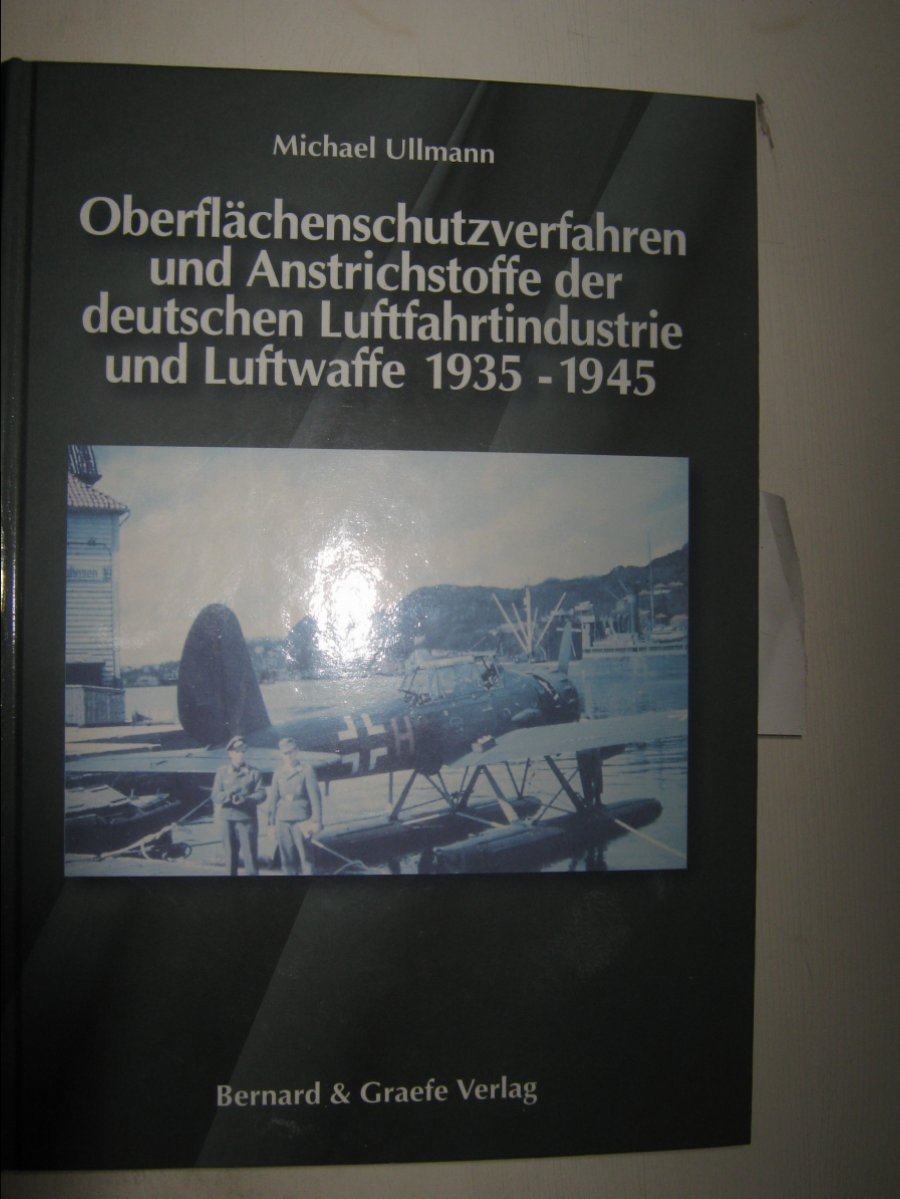 Michael Ullmann
Oberflächenschutzverfahren
und Anstrichstoffe der
deutschen Luftfahrtindustrie
und Luftwaffe 1935 - 1945
H
Bernard & Graefe Verlag